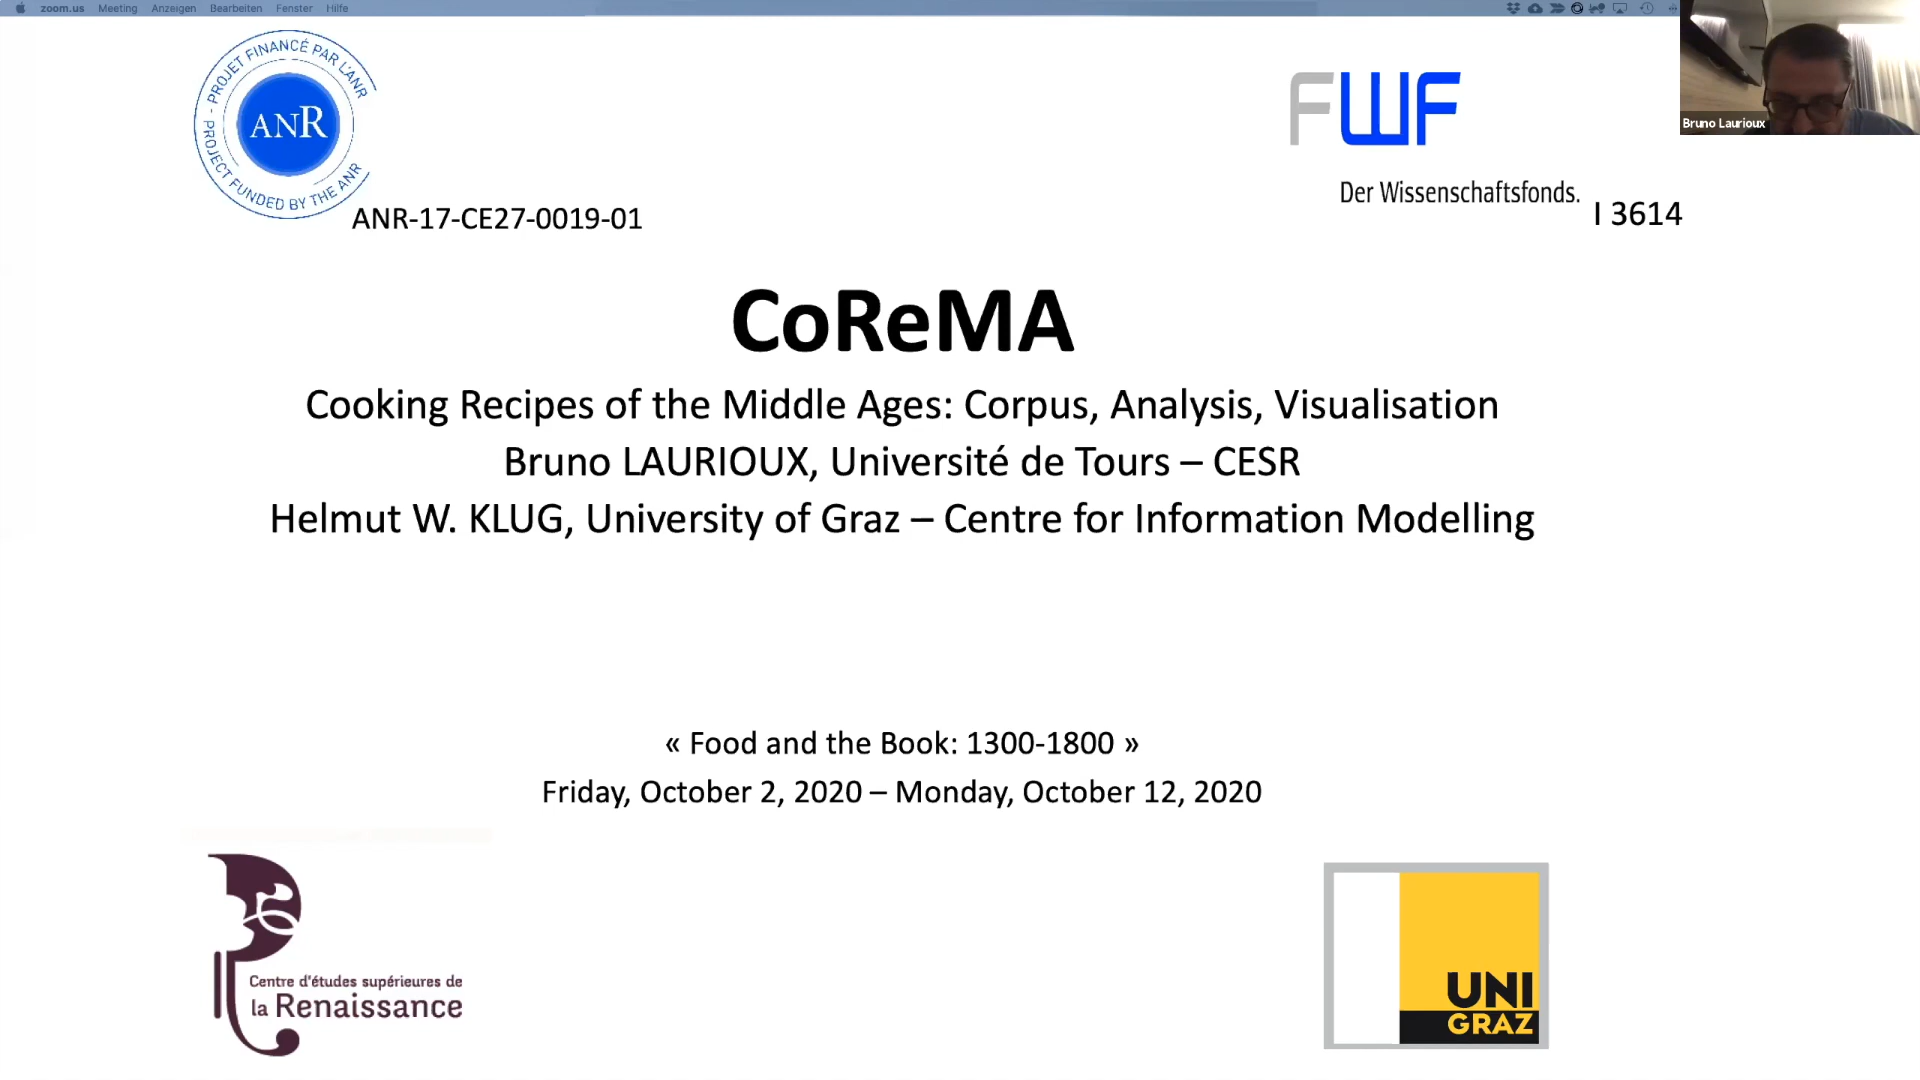 zoom.us Meeting Anzeigen Bearbeiten Fenster Hilfe
Bruno Laurioux
PROJET FINANCÉ PAR L'ANR - PROJECT FUNDED BY THE ANR
ANR
ANR-17-CE27-0019-01
FWF
Der Wissenschaftsfonds.
I 3614
CoReMA
Cooking Recipes of the Middle Ages: Corpus, Analysis, Visualisation
Bruno LAURIOUX, Université de Tours – CESR
Helmut W. KLUG, University of Graz – Centre for Information Modelling
« Food and the Book: 1300-1800 »
Friday, October 2, 2020 – Monday, October 12, 2020
Centre d'études supérieures de
la Renaissance
UNI
GRAZ